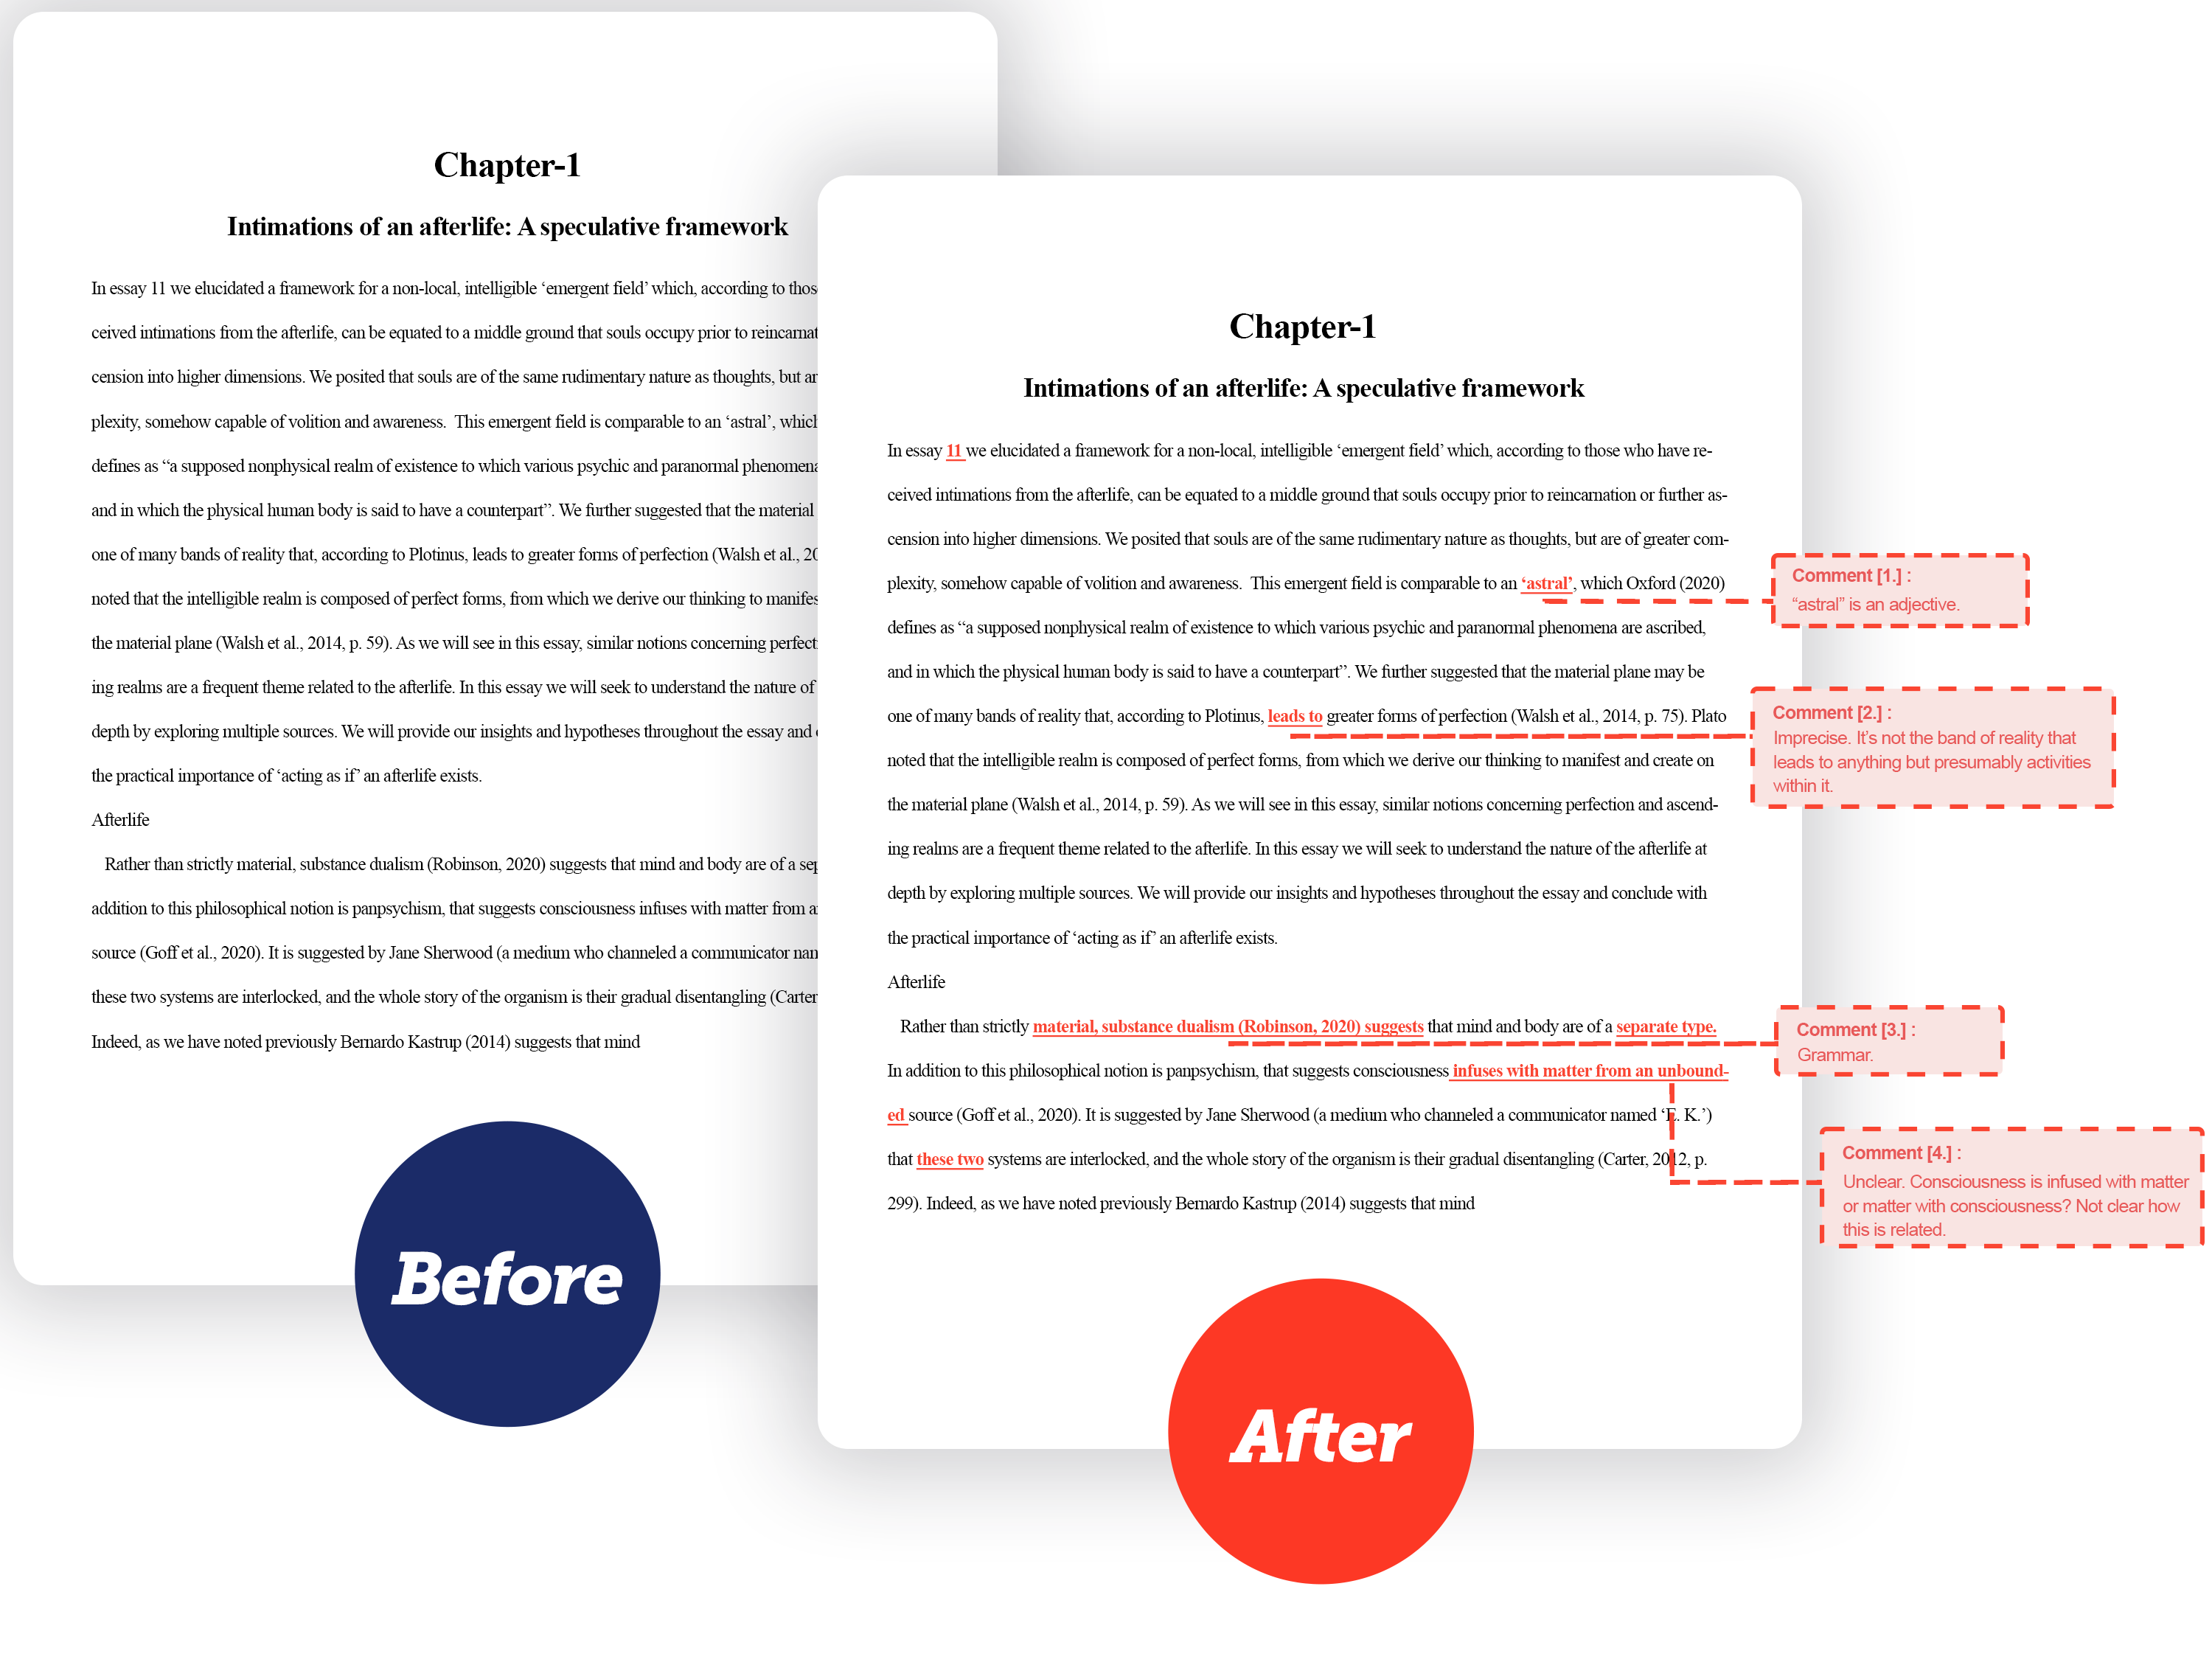 Chapter-1
Intimations of an afterlife: A speculative framework
In essay 11 we elucidated a framework for a non-local, intelligible ‘emergent field’ which, according to thos
ceived intimations from the afterlife, can be equated to a middle ground that souls occupy prior to reincarnat
cension into higher dimensions. We posited that souls are of the same rudimentary nature as thoughts, but ar
plexity, somehow capable of volition and awareness.  This emergent field is comparable to an ‘astral’, which
defines as “a supposed nonphysical realm of existence to which various psychic and paranormal phenomena
and in which the physical human body is said to have a counterpart”. We further suggested that the material
one of many bands of reality that, according to Plotinus, leads to greater forms of perfection (Walsh et al., 20
noted that the intelligible realm is composed of perfect forms, from which we derive our thinking to manifes
the material plane (Walsh et al., 2014, p. 59). As we will see in this essay, similar notions concerning perfect
ing realms are a frequent theme related to the afterlife. In this essay we will seek to understand the nature of
depth by exploring multiple sources. We will provide our insights and hypotheses throughout the essay and
the practical importance of ‘acting as if’ an afterlife exists.
Afterlife
Rather than strictly material, substance dualism (Robinson, 2020) suggests that mind and body are of a sep
addition to this philosophical notion is panpsychism, that suggests consciousness infuses with matter from a
source (Goff et al., 2020). It is suggested by Jane Sherwood (a medium who channeled a communicator nam
these two systems are interlocked, and the whole story of the organism is their gradual disentangling (Carter
Indeed, as we have noted previously Bernardo Kastrup (2014) suggests that mind
Before
Chapter-1
Intimations of an afterlife: A speculative framework
In essay 11 we elucidated a framework for a non-local, intelligible ‘emergent field’ which, according to those who have re-
ceived intimations from the afterlife, can be equated to a middle ground that souls occupy prior to reincarnation or further as-
cension into higher dimensions. We posited that souls are of the same rudimentary nature as thoughts, but are of greater com-
plexity, somehow capable of volition and awareness.  This emergent field is comparable to an ‘astral’, which Oxford (2020)
defines as “a supposed nonphysical realm of existence to which various psychic and paranormal phenomena are ascribed,
and in which the physical human body is said to have a counterpart”. We further suggested that the material plane may be
one of many bands of reality that, according to Plotinus, leads to greater forms of perfection (Walsh et al., 2014, p. 75). Plato
noted that the intelligible realm is composed of perfect forms, from which we derive our thinking to manifest and create on
the material plane (Walsh et al., 2014, p. 59). As we will see in this essay, similar notions concerning perfection and ascend-
ing realms are a frequent theme related to the afterlife. In this essay we will seek to understand the nature of the afterlife at
depth by exploring multiple sources. We will provide our insights and hypotheses throughout the essay and conclude with
the practical importance of ‘acting as if’ an afterlife exists.
Afterlife
Rather than strictly material, substance dualism (Robinson, 2020) suggests that mind and body are of a separate type.
In addition to this philosophical notion is panpsychism, that suggests consciousness infuses with matter from an unbound-
ed source (Goff et al., 2020). It is suggested by Jane Sherwood (a medium who channeled a communicator named ‘E. K.’)
that these two systems are interlocked, and the whole story of the organism is their gradual disentangling (Carter, 2012, p.
299). Indeed, as we have noted previously Bernardo Kastrup (2014) suggests that mind
After
Comment [1.] :
“astral” is an adjective.
Comment [2.] :
Imprecise. It’s not the band of reality that
leads to anything but presumably activities
within it.
Comment [3.] :
Grammar.
Comment [4.] :
Unclear. Consciousness is infused with matter
or matter with consciousness? Not clear how
this is related.